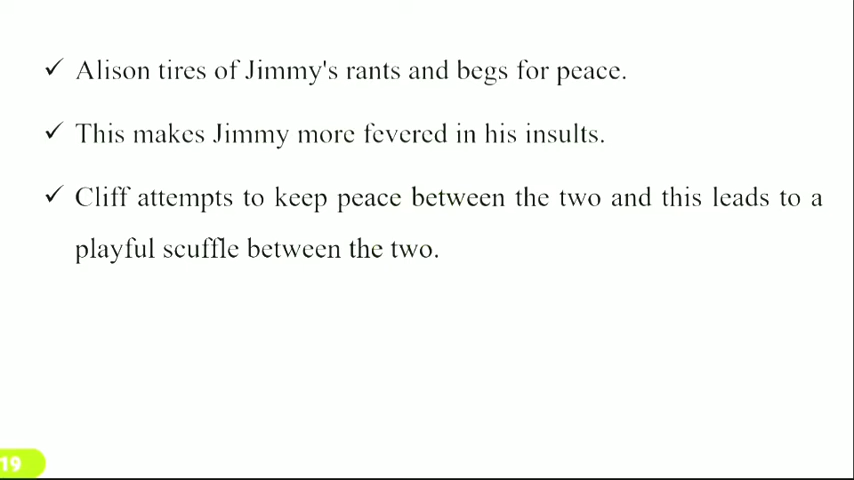 ✓ Alison tires of Jimmy's rants and begs for peace.
✓ This makes Jimmy more fevered in his insults.
✓ Cliff attempts to keep peace between the two and this leads to a
playful scuffle between the two.
19